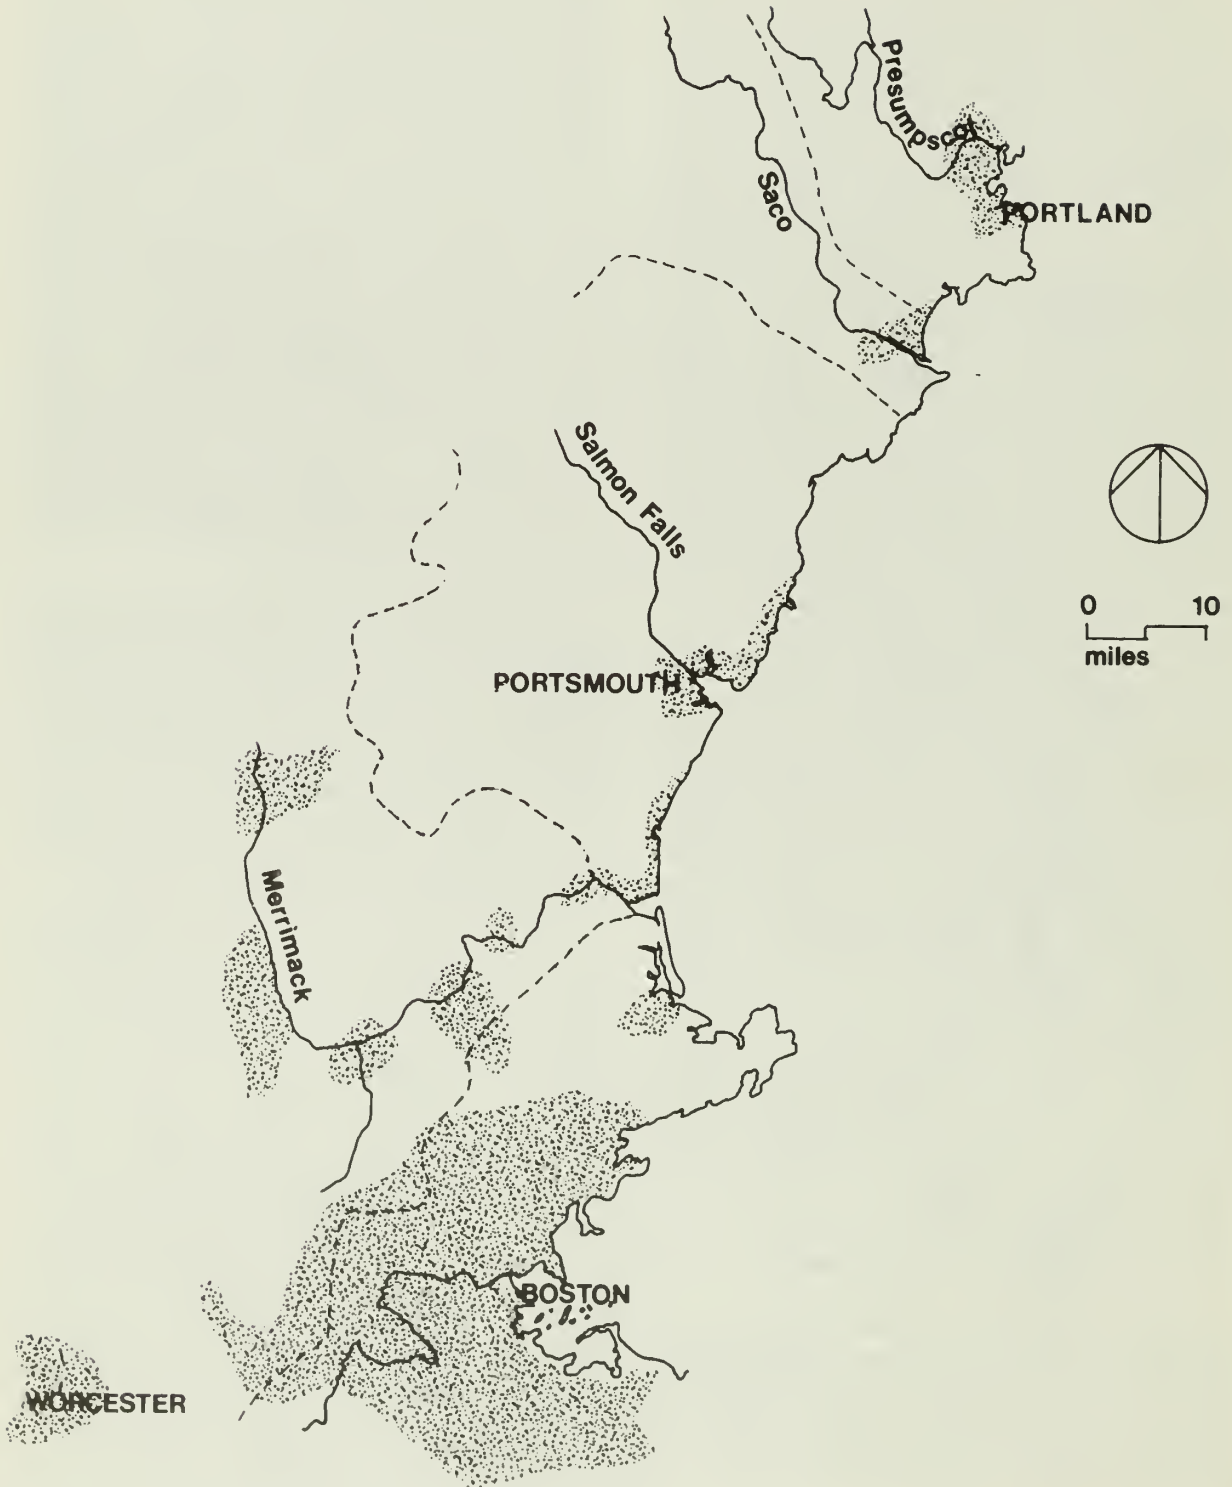 Presumpscot
Saco
PORTLAND
Salmon Falls
0 10
miles
PORTSMOUTH
Merrimack
BOSTON
WORCESTER